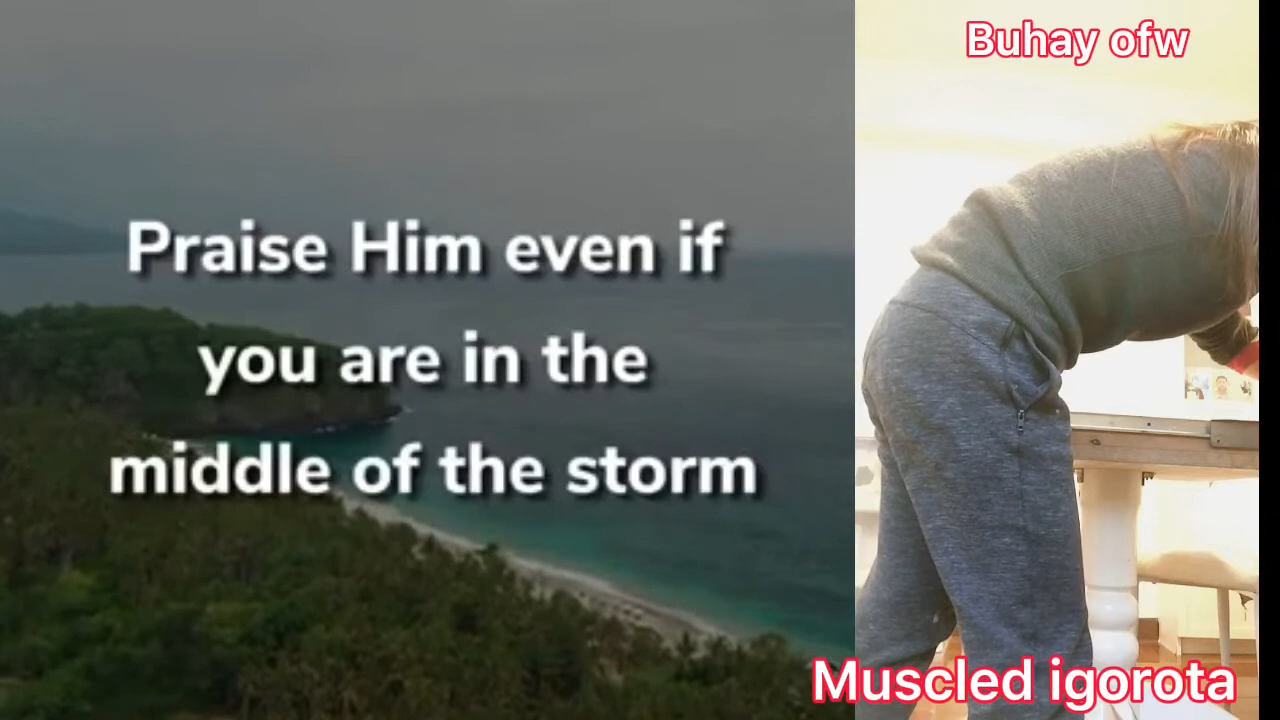 Praise Him even if
you are in the
middle of the storm
Buhay ofw
Muscled igorota